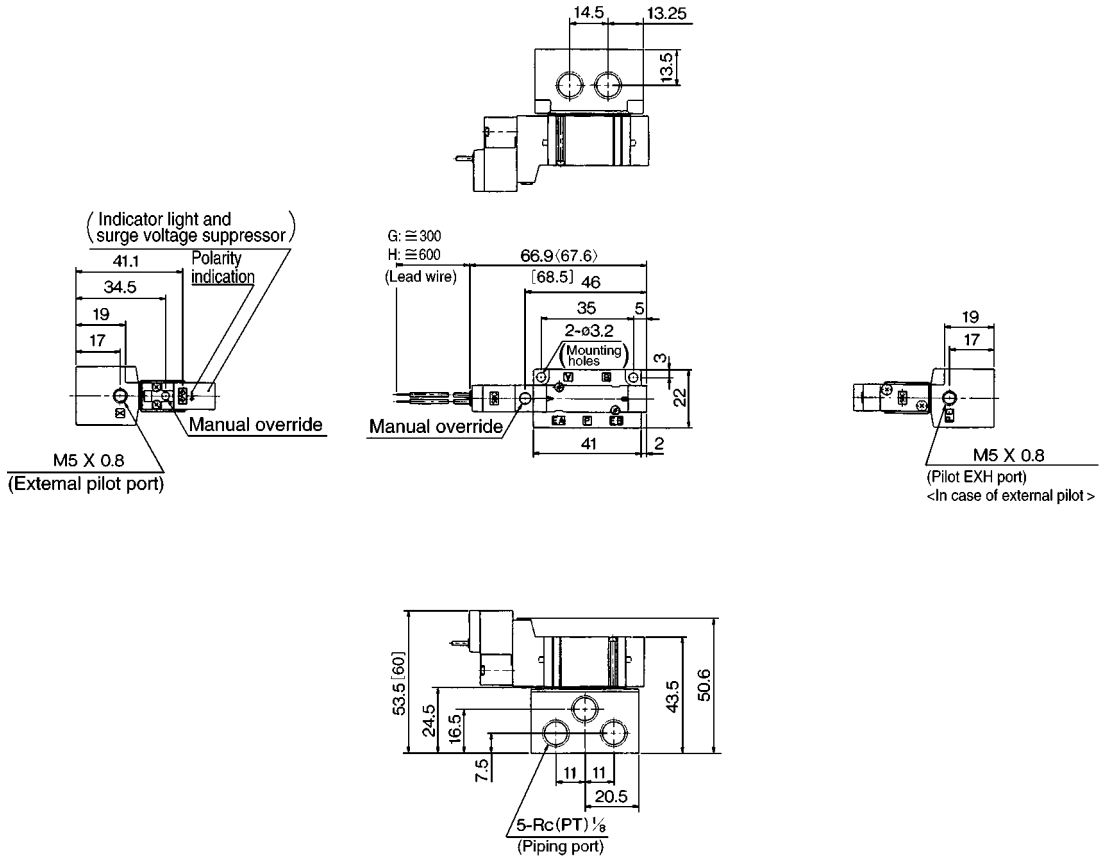 14.5
13.25
13.5
(Indicator light and
surge voltage suppressor)
41.1
Polarity
indication
34.5
19
17
X
Manual override
M5 X 0.8
(External pilot port)
G: ≅300
H: ≅600
(Lead wire)
66.9〈67.6〉
[68.5]
46
35
5
2-ø3.2
(Mounting
holes)
3
22
EA
P
EB
Manual override
41
2
19
17
M5 X 0.8
(Pilot EXH port)
<In case of external pilot>
53.5[60]
24.5
16.5
7.5
43.5
50.6
11
11
20.5
5-Rc(PT)⅛
(Piping port)